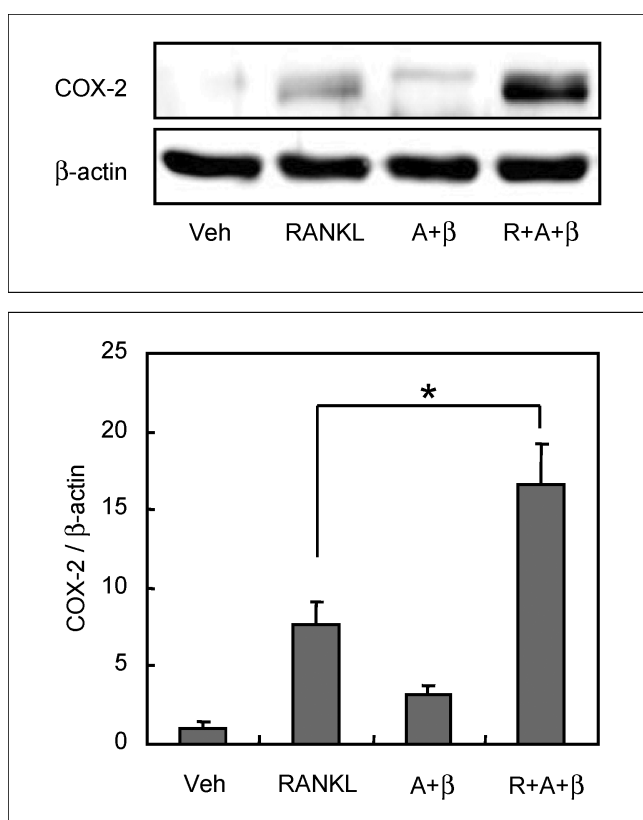 COX-2
β-actin
Veh RANKL A+β R+A+β
25
20
15
10
5
0
COX-2 / β-actin
*
Veh RANKL A+β R+A+β